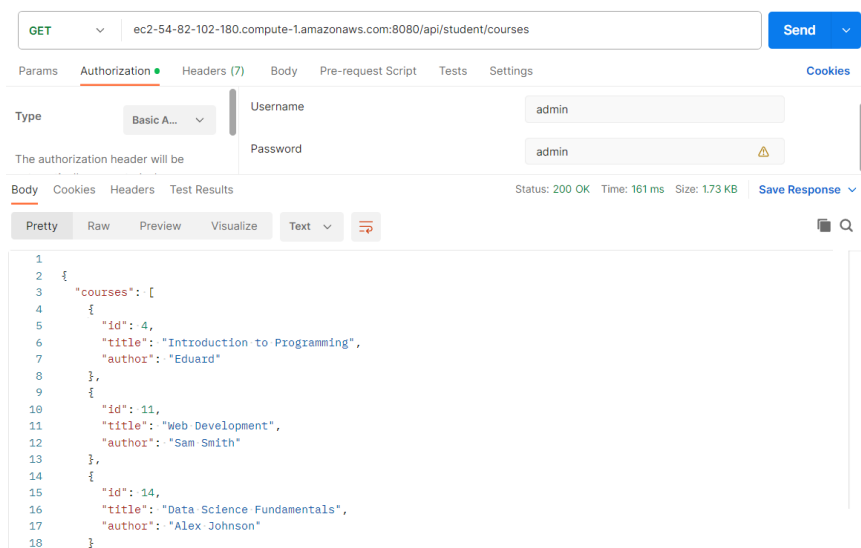 GET ec2-54-82-102-180.compute-1.amazonaws.com:8080/api/student/courses Send
Params Authorization Headers (7) Body Pre-request Script Tests Settings Cookies
Type Basic A...
The authorization header will be
Username admin
Password admin
Body Cookies Headers Test Results Status: 200 OK Time: 161 ms Size: 1.73 KB Save Response
Pretty Raw Preview Visualize Text
1
2 {
3 "courses": [
4 {
5 "id": 4,
6 "title": "Introduction to Programming",
7 "author": "Eduard"
8 },
9 {
10 "id": 11,
11 "title": "Web Development",
12 "author": "Sam Smith"
13 },
14 {
15 "id": 14,
16 "title": "Data Science Fundamentals",
17 "author": "Alex Johnson"
18 }